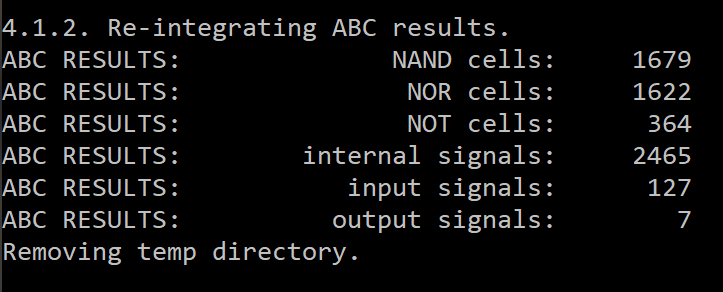 4.1.2. Re-integrating ABC results.
ABC RESULTS:              NAND cells:     1679
ABC RESULTS:               NOR cells:     1622
ABC RESULTS:               NOT cells:      364
ABC RESULTS:        internal signals:     2465
ABC RESULTS:           input signals:      127
ABC RESULTS:          output signals:        7
Removing temp directory.